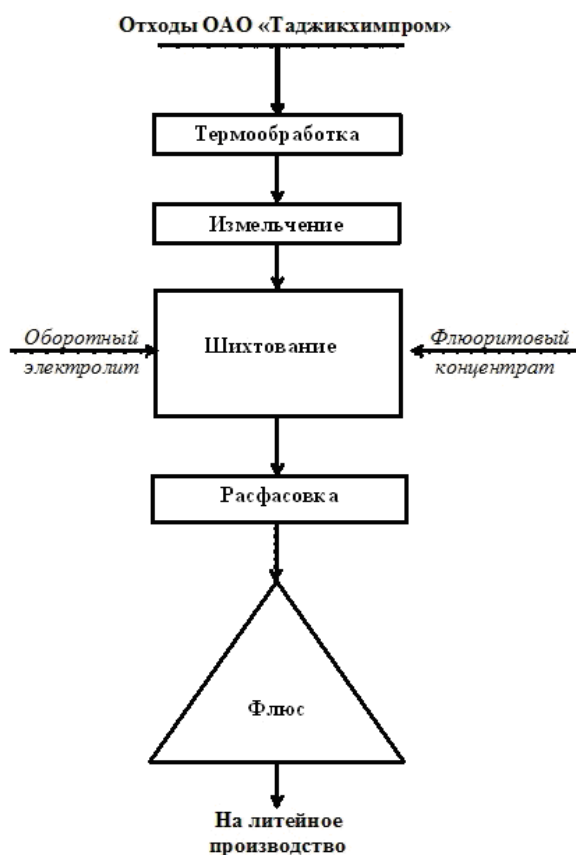 Отходы ОАО «Таджикхимпром»
Термообработка
Измельчение
Шихтование
Оборотный
электролит
Флюоритовый
концентрат
Расфасовка
Флюс
На литейное
производство